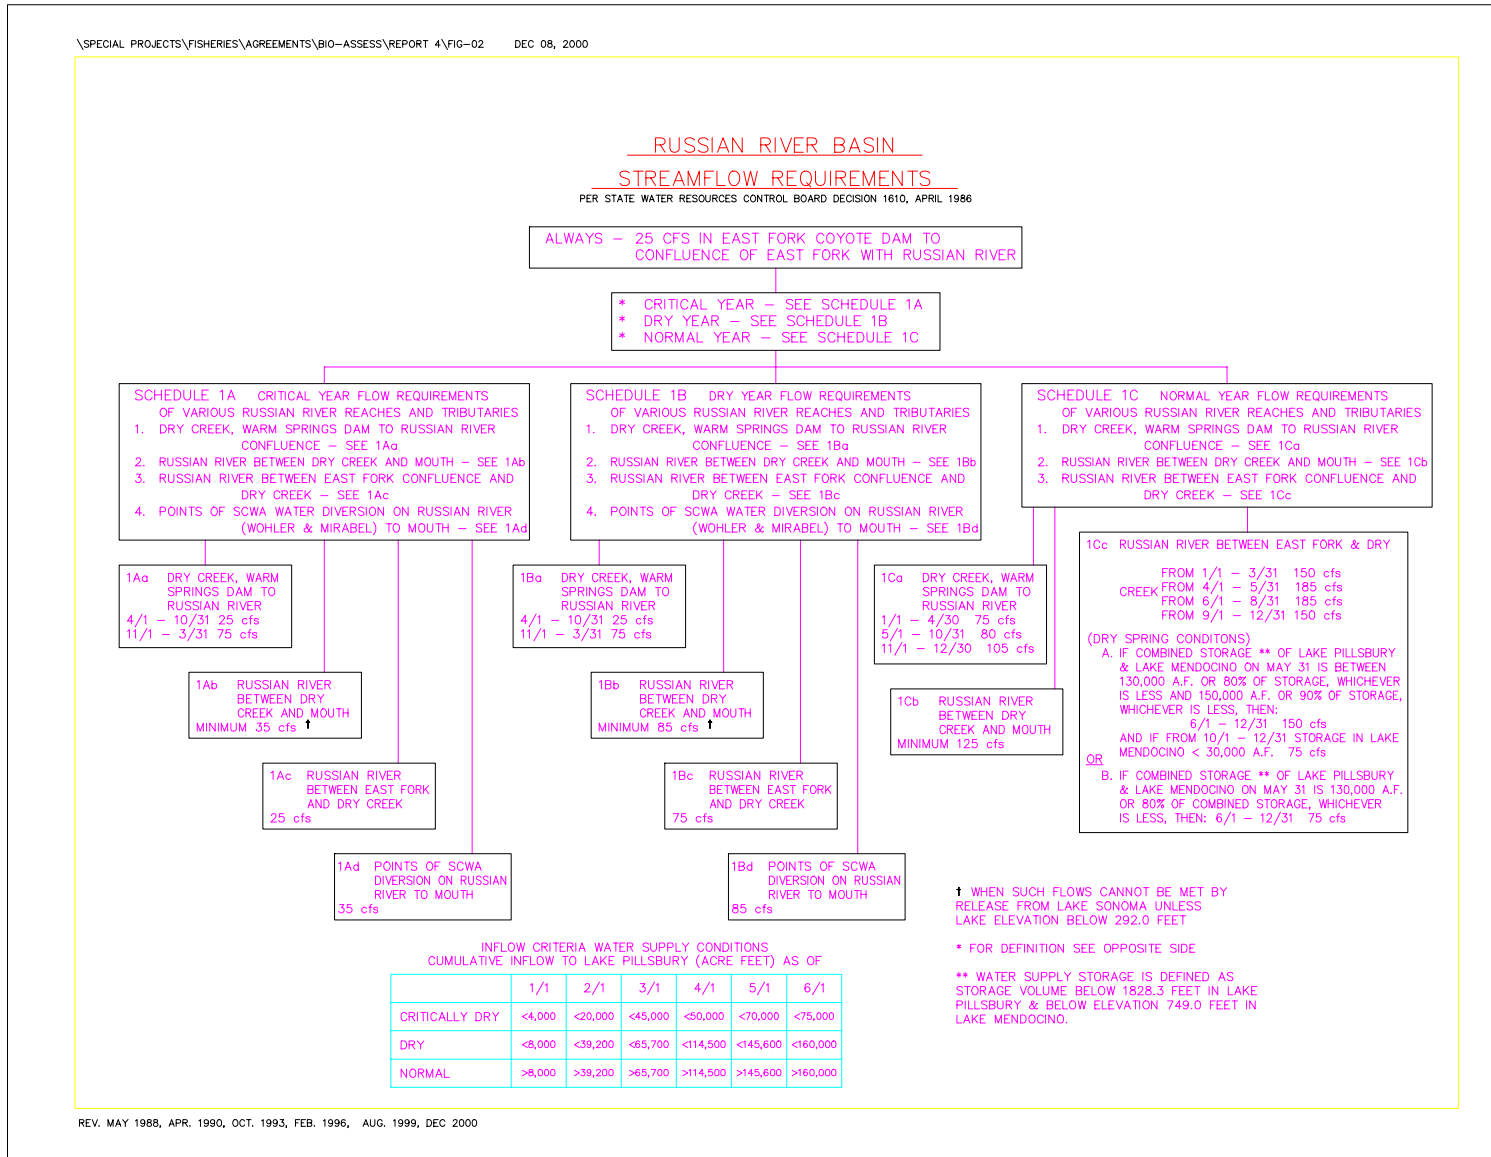 \SPECIAL PROJECTS\FISHERIES\AGREEMENTS\BIO-ASSESS\REPORT 4\FIG-02 DEC 08, 2000
RUSSIAN RIVER BASIN
STREAMFLOW REQUIREMENTS
PER STATE WATER RESOURCES CONTROL BOARD DECISION 1610, APRIL 1986
ALWAYS – 25 CFS IN EAST FORK COYOTE DAM TO
CONFLUENCE OF EAST FORK WITH RUSSIAN RIVER
* CRITICAL YEAR – SEE SCHEDULE 1A
* DRY YEAR – SEE SCHEDULE 1B
* NORMAL YEAR – SEE SCHEDULE 1C
SCHEDULE 1A CRITICAL YEAR FLOW REQUIREMENTS
OF VARIOUS RUSSIAN RIVER REACHES AND TRIBUTARIES
1. DRY CREEK, WARM SPRINGS DAM TO RUSSIAN RIVER
CONFLUENCE – SEE 1Aa
2. RUSSIAN RIVER BETWEEN DRY CREEK AND MOUTH – SEE 1Ab
3. RUSSIAN RIVER BETWEEN EAST FORK CONFLUENCE AND
DRY CREEK – SEE 1Ac
4. POINTS OF SCWA WATER DIVERSION ON RUSSIAN RIVER
(WOHLER & MIRABEL) TO MOUTH – SEE 1Ad
SCHEDULE 1B DRY YEAR FLOW REQUIREMENTS
OF VARIOUS RUSSIAN RIVER REACHES AND TRIBUTARIES
1. DRY CREEK, WARM SPRINGS DAM TO RUSSIAN RIVER
CONFLUENCE – SEE 1Ba
2. RUSSIAN RIVER BETWEEN DRY CREEK AND MOUTH – SEE 1Bb
3. RUSSIAN RIVER BETWEEN EAST FORK CONFLUENCE AND
DRY CREEK – SEE 1Bc
4. POINTS OF SCWA WATER DIVERSION ON RUSSIAN RIVER
(WOHLER & MIRABEL) TO MOUTH – SEE 1Bd
SCHEDULE 1C NORMAL YEAR FLOW REQUIREMENTS
OF VARIOUS RUSSIAN RIVER REACHES AND TRIBUTARIES
1. DRY CREEK, WARM SPRINGS DAM TO RUSSIAN RIVER
CONFLUENCE – SEE 1Ca
2. RUSSIAN RIVER BETWEEN DRY CREEK AND MOUTH – SEE 1Cb
3. RUSSIAN RIVER BETWEEN EAST FORK CONFLUENCE AND
DRY CREEK – SEE 1Cc
1Aa DRY CREEK, WARM
SPRINGS DAM TO
RUSSIAN RIVER
4/1 – 10/31 25 cfs
11/1 – 3/31 75 cfs
1Ab RUSSIAN RIVER
BETWEEN DRY
CREEK AND MOUTH
MINIMUM 35 cfs †
1Ac RUSSIAN RIVER
BETWEEN EAST FORK
AND DRY CREEK
25 cfs
1Ad POINTS OF SCWA
DIVERSION ON RUSSIAN
RIVER TO MOUTH
35 cfs
1Ba DRY CREEK, WARM
SPRINGS DAM TO
RUSSIAN RIVER
4/1 – 10/31 25 cfs
11/1 – 3/31 75 cfs
1Bb RUSSIAN RIVER
BETWEEN DRY
CREEK AND MOUTH
MINIMUM 85 cfs †
1Bc RUSSIAN RIVER
BETWEEN EAST FORK
AND DRY CREEK
75 cfs
1Bd POINTS OF SCWA
DIVERSION ON RUSSIAN
RIVER TO MOUTH
85 cfs
1Ca DRY CREEK, WARM
SPRINGS DAM TO
RUSSIAN RIVER
1/1 – 4/30 75 cfs
5/1 – 10/31 80 cfs
11/1 – 12/30 105 cfs
1Cb RUSSIAN RIVER
BETWEEN DRY
CREEK AND MOUTH
MINIMUM 125 cfs
1Cc RUSSIAN RIVER BETWEEN EAST FORK & DRY
CREEK
FROM 1/1 – 3/31 150 cfs
FROM 4/1 – 5/31 185 cfs
FROM 6/1 – 8/31 185 cfs
FROM 9/1 – 12/31 150 cfs
(DRY SPRING CONDITONS)
A. IF COMBINED STORAGE ** OF LAKE PILLSBURY
& LAKE MENDOCINO ON MAY 31 IS BETWEEN
130,000 A.F. OR 80% OF STORAGE, WHICHEVER
IS LESS AND 150,000 A.F. OR 90% OF STORAGE,
WHICHEVER IS LESS, THEN:
6/1 – 12/31 150 cfs
AND IF FROM 10/1 – 12/31 STORAGE IN LAKE
MENDOCINO < 30,000 A.F. 75 cfs
OR
B. IF COMBINED STORAGE ** OF LAKE PILLSBURY
& LAKE MENDOCINO ON MAY 31 IS 130,000 A.F.
OR 80% OF COMBINED STORAGE, WHICHEVER
IS LESS, THEN: 6/1 – 12/31 75 cfs
† WHEN SUCH FLOWS CANNOT BE MET BY
RELEASE FROM LAKE SONOMA UNLESS
LAKE ELEVATION BELOW 292.0 FEET
* FOR DEFINITION SEE OPPOSITE SIDE
** WATER SUPPLY STORAGE IS DEFINED AS
STORAGE VOLUME BELOW 1828.3 FEET IN LAKE
PILLSBURY & BELOW ELEVATION 749.0 FEET IN
LAKE MENDOCINO.
INFLOW CRITERIA WATER SUPPLY CONDITIONS
CUMULATIVE INFLOW TO LAKE PILLSBURY (ACRE FEET) AS OF
1/1 2/1 3/1 4/1 5/1 6/1
CRITICALLY DRY <4,000 <20,000 <45,000 <50,000 <70,000 <75,000
DRY <8,000 <39,200 <65,700 <114,500 <145,600 <160,000
NORMAL >8,000 >39,200 >65,700 >114,500 >145,600 >160,000
REV. MAY 1988, APR. 1990, OCT. 1993, FEB. 1996, AUG. 1999, DEC 2000